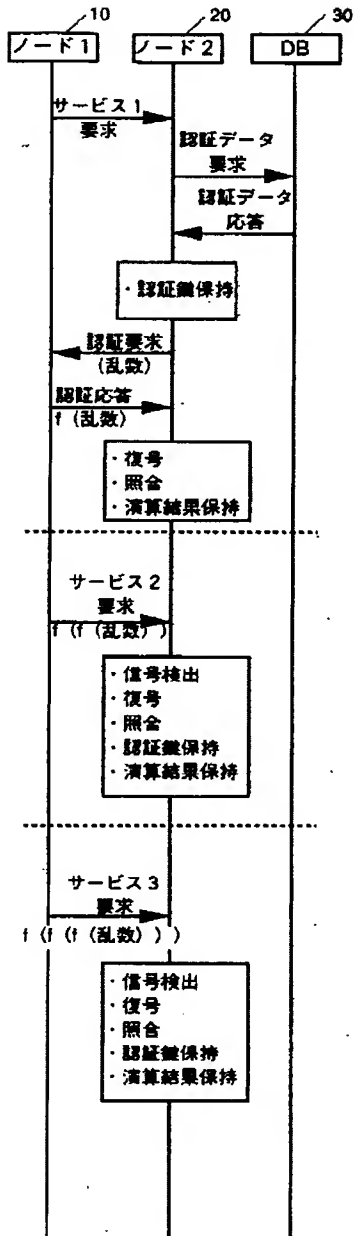 10
20
30
ノード1
ノード2
DB
サービス1
要求
認証データ
要求
認証データ
応答
・認証鍵保持
認証要求
(乱数)
認証応答
f(乱数)
・復号
・照合
・演算結果保持
サービス2
要求
f(f(乱数))
・信号検出
・復号
・照合
・認証鍵保持
・演算結果保持
サービス3
要求
f(f(f(乱数)))
・信号検出
・復号
・照合
・認証鍵保持
・演算結果保持